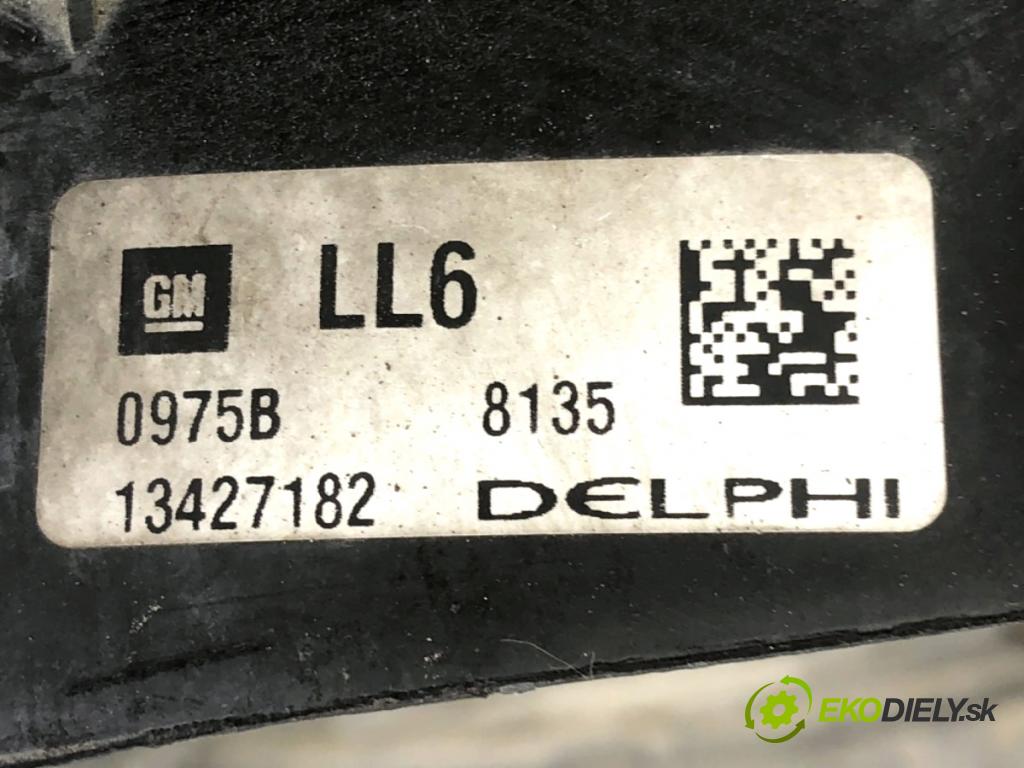 GM LL6
0975B 8135
13427182 DELPHI
EKODIELY.sk